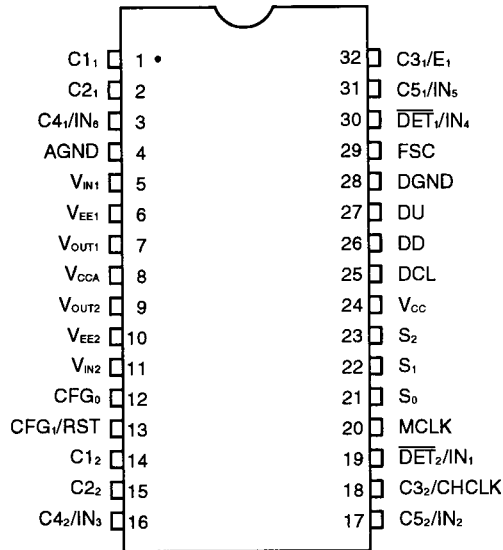 C1₁ 1 32 C3₁/E₁
C2₁ 2 31 C5₁/IN₅
C4₁/IN₆ 3 30 D̅E̅T̅₁/IN₄
AGND 4 29 FSC
V_IN1 5 28 DGND
V_EE1 6 27 DU
V_OUT1 7 26 DD
V_CCA 8 25 DCL
V_OUT2 9 24 V_CC
V_EE2 10 23 S₂
V_IN2 11 22 S₁
CFG₀ 12 21 S₀
CFG₁/RST 13 20 MCLK
C1₂ 14 19 D̅E̅T̅₂/IN₁
C2₂ 15 18 C3₂/CHCLK
C4₂/IN₃ 16 17 C5₂/IN₂